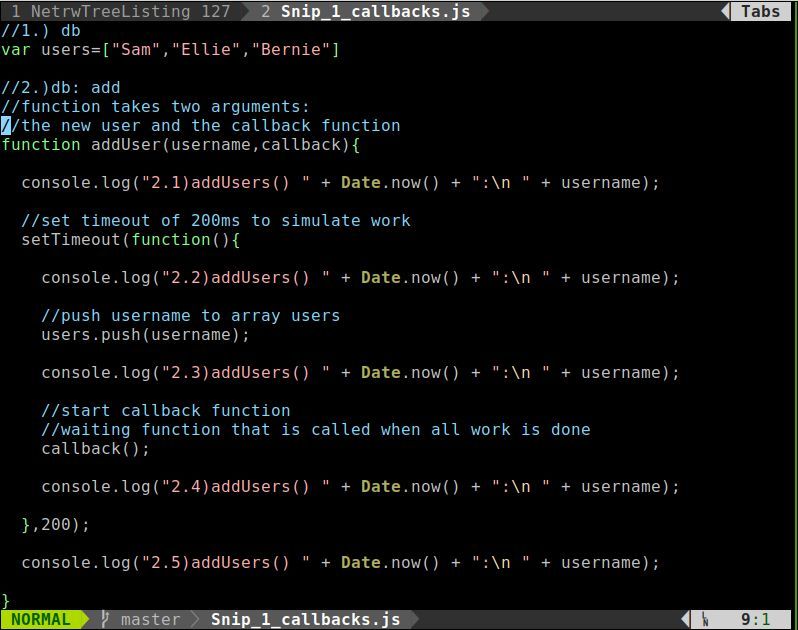 1 NetrwTreeListing 127 2 Snip_1_callbacks.js Tabs
//1.) db
var users=["Sam","Ellie","Bernie"]

//2.)db: add
//function takes two arguments:
//the new user and the callback function
function addUser(username,callback){

  console.log("2.1)addUsers() " + Date.now() + ":\n " + username);

  //set timeout of 200ms to simulate work
  setTimeout(function(){

    console.log("2.2)addUsers() " + Date.now() + ":\n " + username);

    //push username to array users
    users.push(username);

    console.log("2.3)addUsers() " + Date.now() + ":\n " + username);

    //start callback function
    //waiting function that is called when all work is done
    callback();

    console.log("2.4)addUsers() " + Date.now() + ":\n " + username);

  },200);

  console.log("2.5)addUsers() " + Date.now() + ":\n " + username);

}
NORMAL master Snip_1_callbacks.js LN 9:1